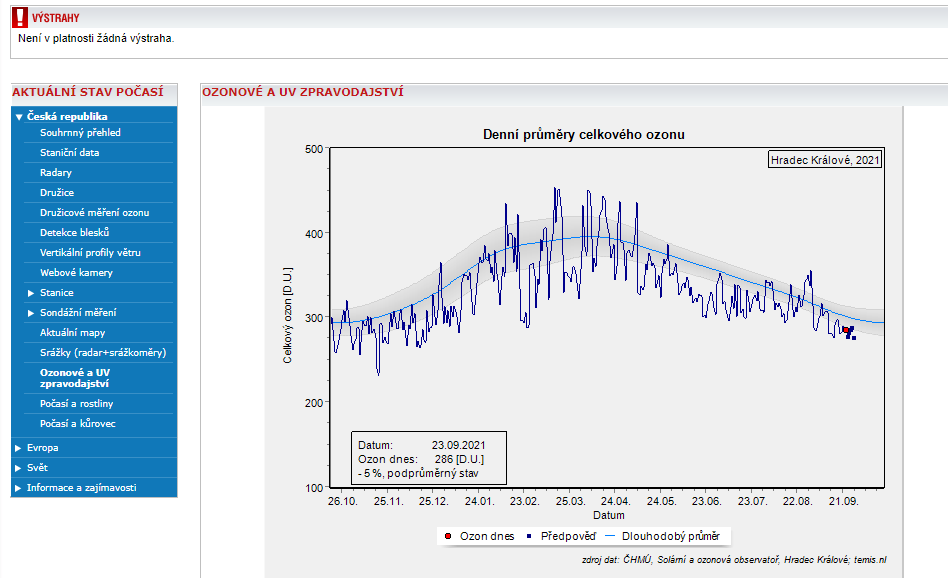 VÝSTRAHY
Není v platnosti žádná výstraha.
AKTUÁLNÍ STAV POČASÍ
Česká republika
Souhrnný přehled
Staniční data
Radary
Družice
Družicové měření ozonu
Detekce blesků
Vertikální profily větru
Webové kamery
Stanice
Sondážní měření
Aktuální mapy
Srážky (radar+srážkoměry)
Ozonové a UV
zpravodajství
Počasí a rostliny
Počasí a kůrovec
Evropa
Svět
Informace a zajímavosti
OZONOVÉ A UV ZPRAVODAJSTVÍ
Denní průměry celkového ozonu
Hradec Králové, 2021
Celkový ozon [D.U.]
500
400
300
200
100
Datum: 23.09.2021
Ozon dnes: 286 [D.U.]
- 5 %, podprůměrný stav
26.10. 25.11. 25.12. 24.01. 23.02. 25.03. 24.04. 24.05. 23.06. 23.07. 22.08. 21.09.
Datum
Ozon dnes Předpověď Dlouhodobý průměr
zdroj dat: ČHMÚ, Solární a ozonová observatoř, Hradec Králové; temis.nl